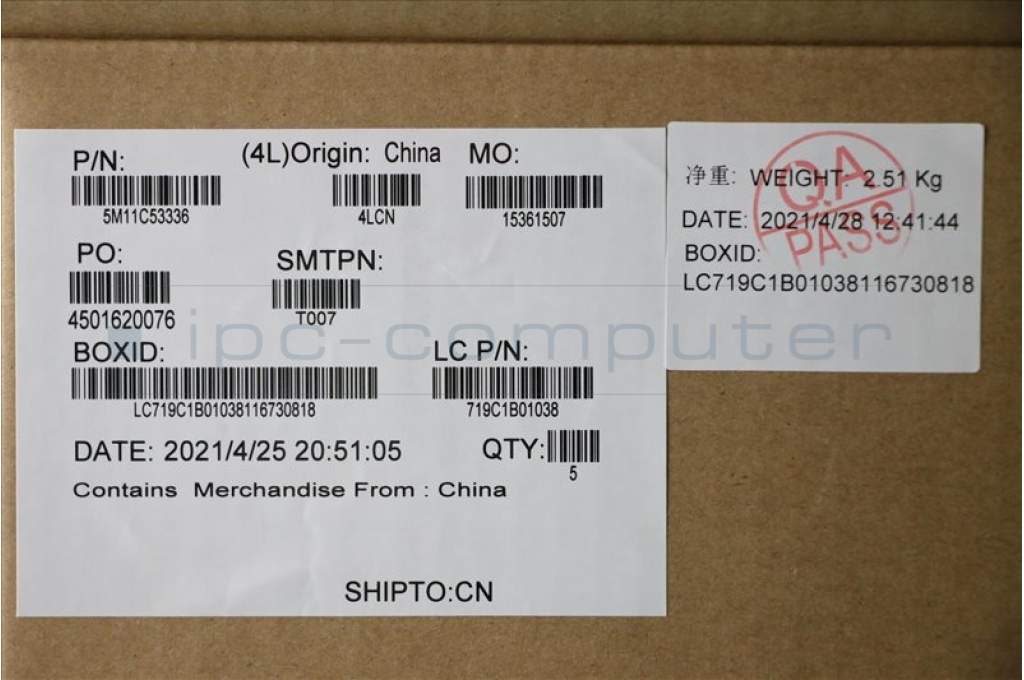 P/N:
(4L)Origin: China
MO:
5M11C53336
4LCN
15361507
PO:
SMTPN:
4501620076
T007
BOXID:
LC P/N:
LC719C1B01038116730818
719C1B01038
DATE: 2021/4/25 20:51:05
QTY:
5
Contains Merchandise From : China
SHIPTO:CN
净重: WEIGHT: 2.51 Kg
DATE: 2021/4/28 12:41:44
BOXID:
LC719C1B01038116730818
QA
PASS
ipc-computer